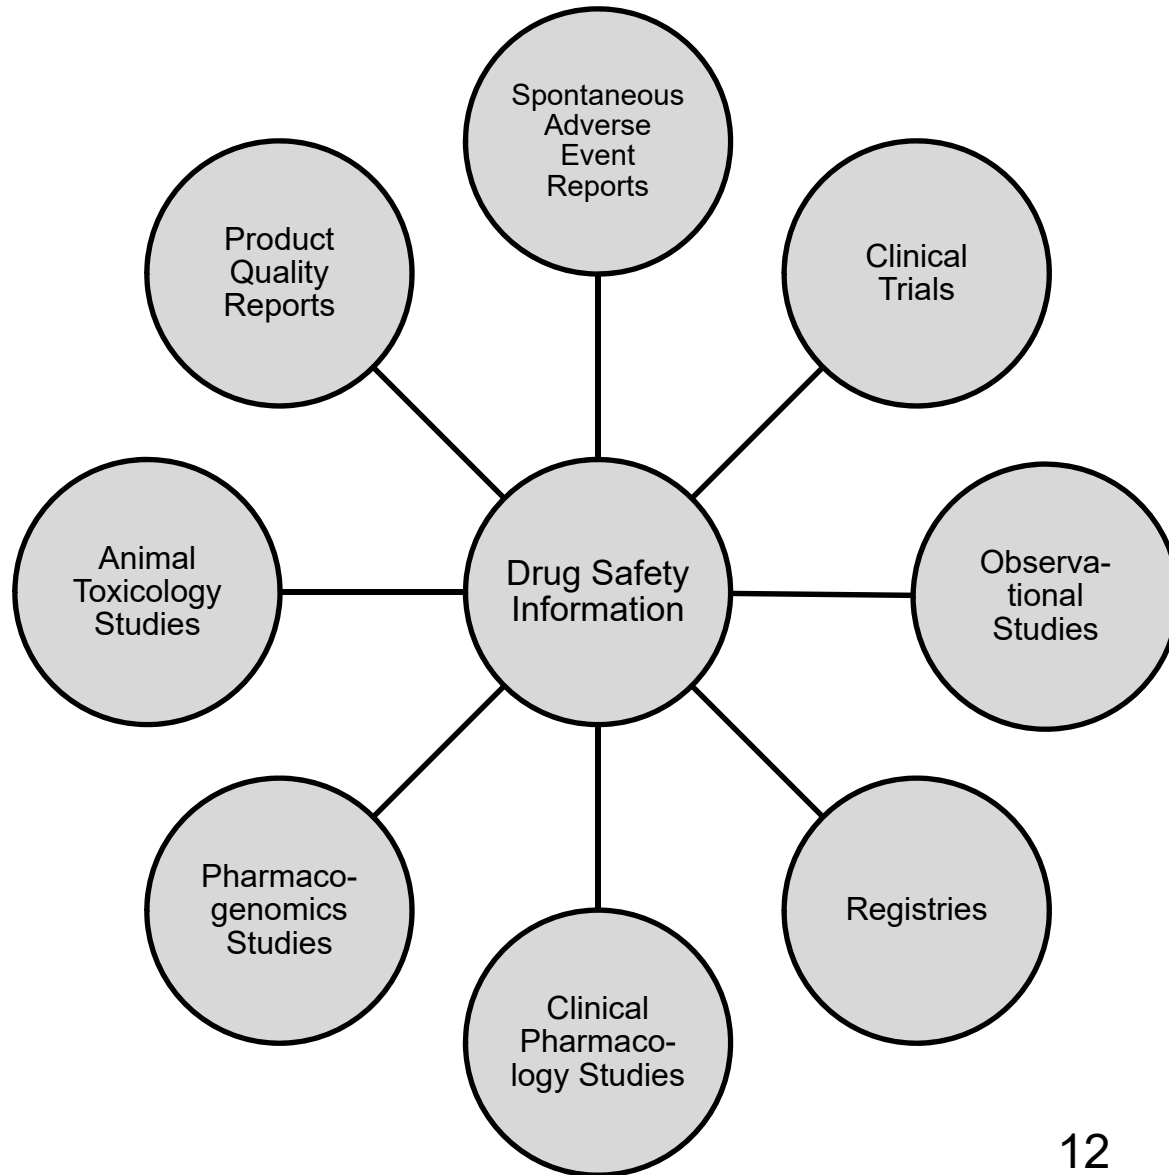 Spontaneous
Adverse
Event
Reports
Product
Quality
Reports
Clinical
Trials
Animal
Toxicology
Studies
Drug Safety
Information
Observa-
tional
Studies
Pharmaco-
genomics
Studies
Registries
Clinical
Pharmaco-
logy Studies
12